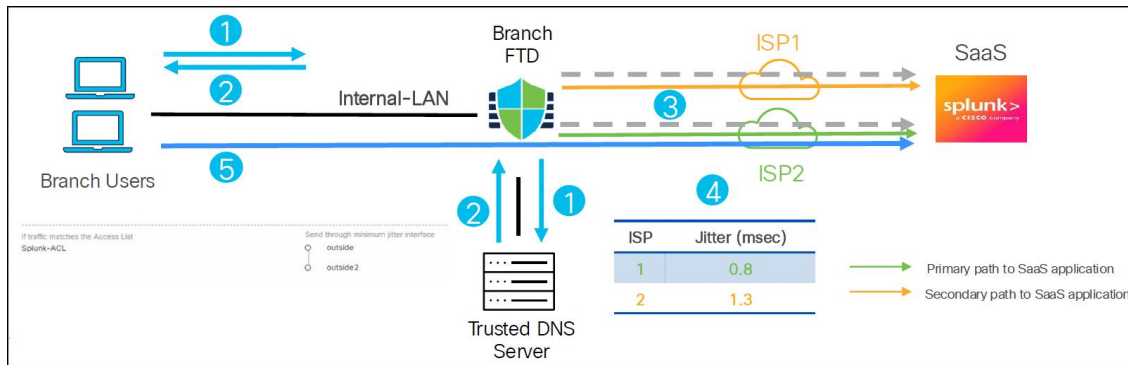 1
2
Branch
FTD
ISP1
SaaS
Internal-LAN
3
splunk>
a CISCO company
Branch Users
5
ISP2
2
1
4
If traffic matches the Access List
Splunk-ACL
Send through minimum jitter interface
outside
outside2
ISP Jitter (msec)
1 0.8
2 1.3
Primary path to SaaS application
Secondary path to SaaS application
Trusted DNS
Server